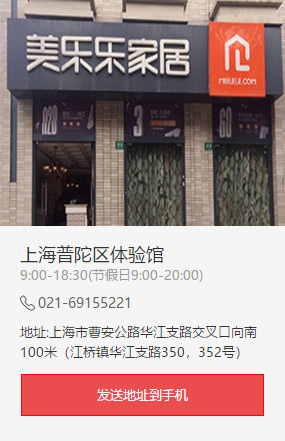 美乐乐家居
MEILELE.COM
O2O
3
60
上海普陀区体验馆
9:00-18:30(节假日9:00-20:00)
021-69155221
地址:上海市曹安公路华江支路交叉口向南
100米（江桥镇华江支路350，352号）
发送地址到手机